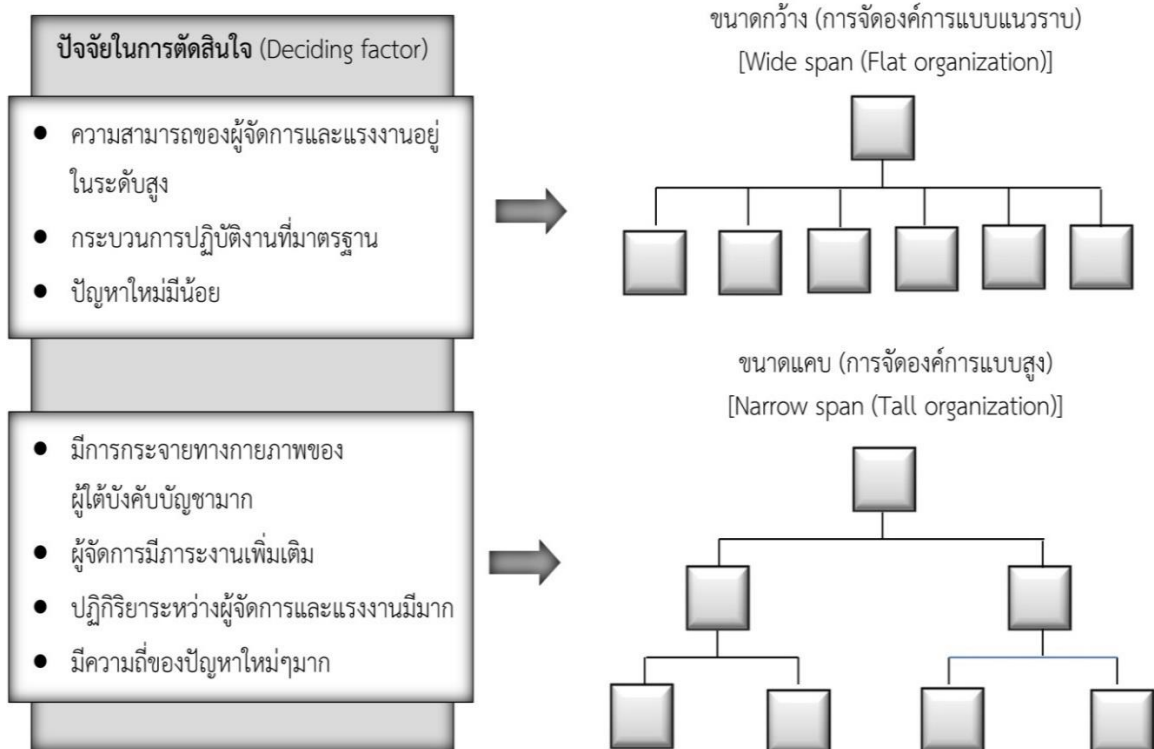 ปัจจัยในการตัดสินใจ (Deciding factor)
● ความสามารถของผู้จัดการและแรงงานอยู่
ในระดับสูง
● กระบวนการปฏิบัติงานที่มาตรฐาน
● ปัญหาใหม่มีน้อย
ขนาดกว้าง (การจัดองค์การแบบแนวราบ)
[Wide span (Flat organization)]
● มีการกระจายทางกายภาพของ
ผู้ใต้บังคับบัญชามาก
● ผู้จัดการมีภาระงานเพิ่มเติม
● ปฏิกิริยาระหว่างผู้จัดการและแรงงานมีมาก
● มีความถี่ของปัญหาใหม่ๆมาก
ขนาดแคบ (การจัดองค์การแบบสูง)
[Narrow span (Tall organization)]